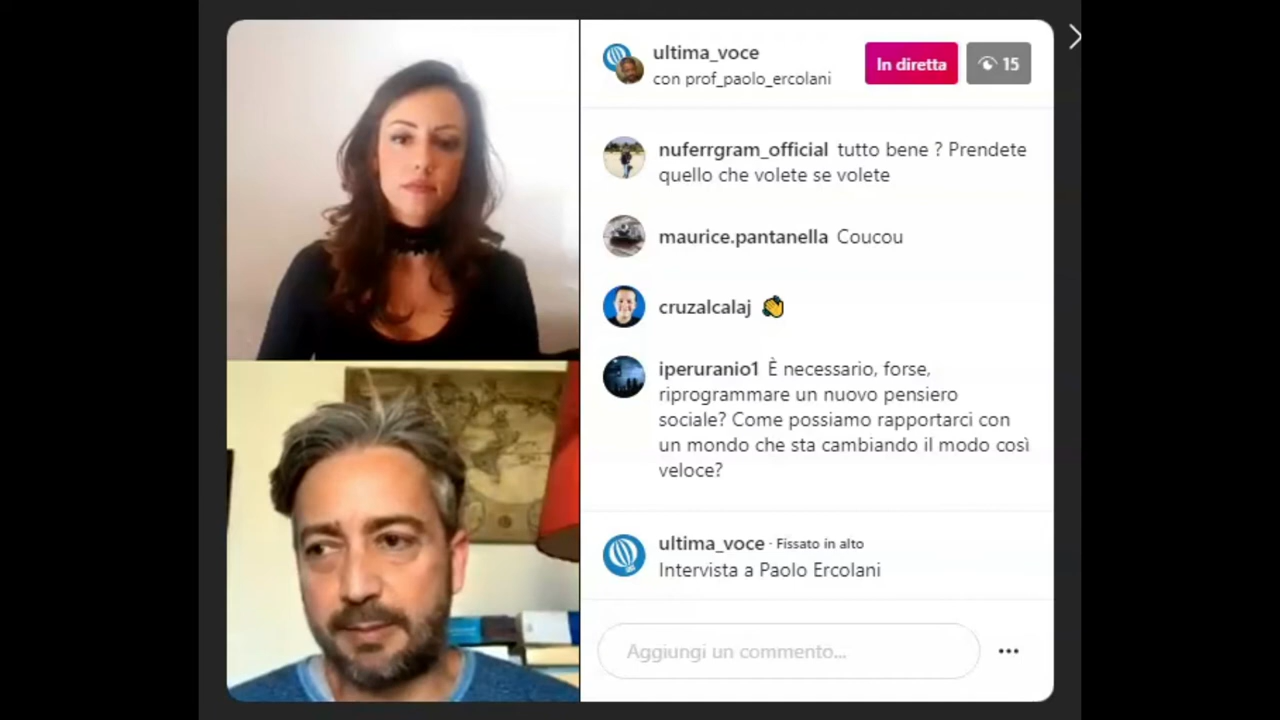 ultima_voce
con prof_paolo_ercolani
In diretta
15
nuferrgram_official tutto bene ? Prendete
quello che volete se volete
maurice.pantanella Coucou
cruzalcalaj 👏
iperuranio1 È necessario, forse,
riprogrammare un nuovo pensiero
sociale? Come possiamo rapportarci con
un mondo che sta cambiando il modo così
veloce?
ultima_voce · Fissato in alto
Intervista a Paolo Ercolani
Aggiungi un commento...